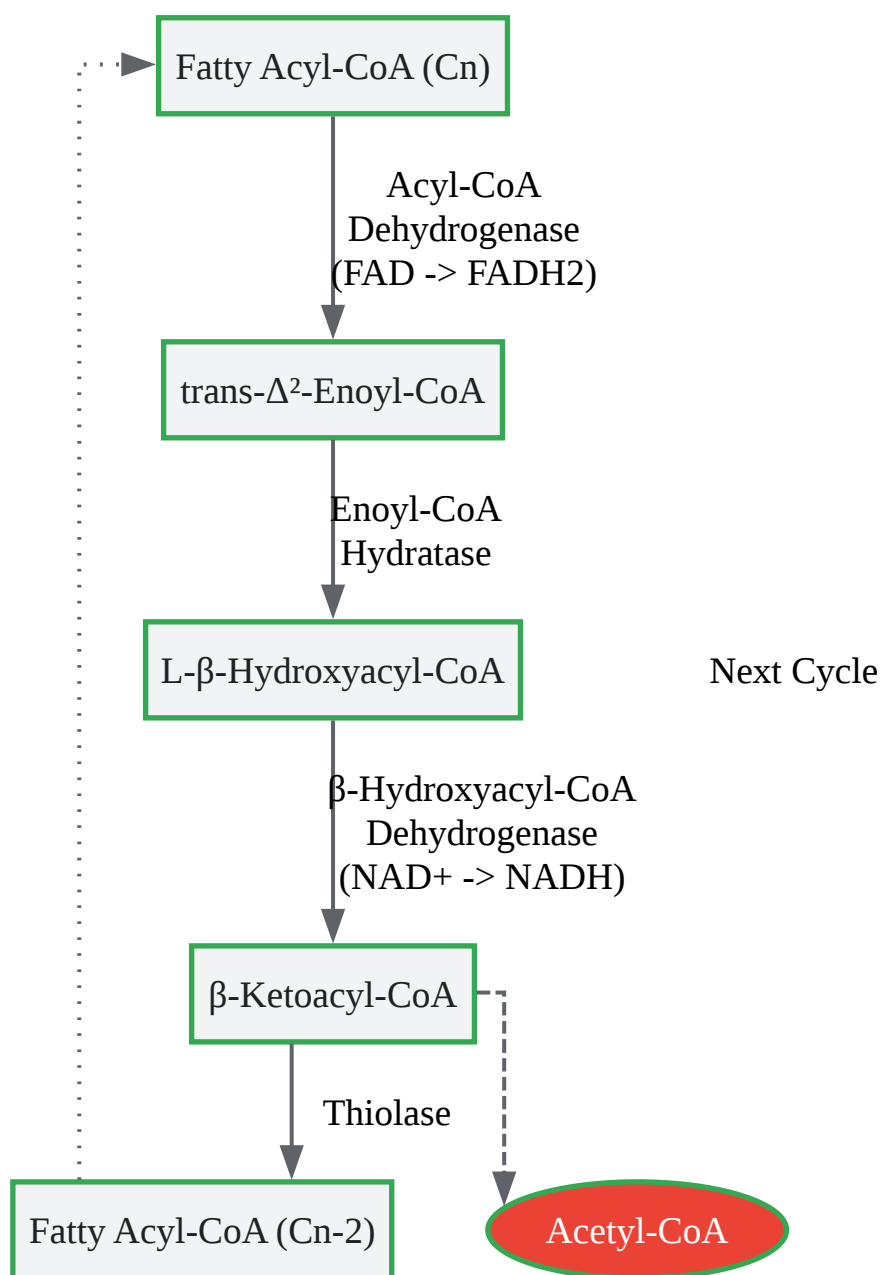 Fatty Acyl-CoA (Cn)
Acyl-CoA
Dehydrogenase
(FAD -> FADH2)
trans-Δ²-Enoyl-CoA
Enoyl-CoA
Hydratase
L-β-Hydroxyacyl-CoA
Next Cycle
β-Hydroxyacyl-CoA
Dehydrogenase
(NAD+ -> NADH)
β-Ketoacyl-CoA
Thiolase
Fatty Acyl-CoA (Cn-2)
Acetyl-CoA